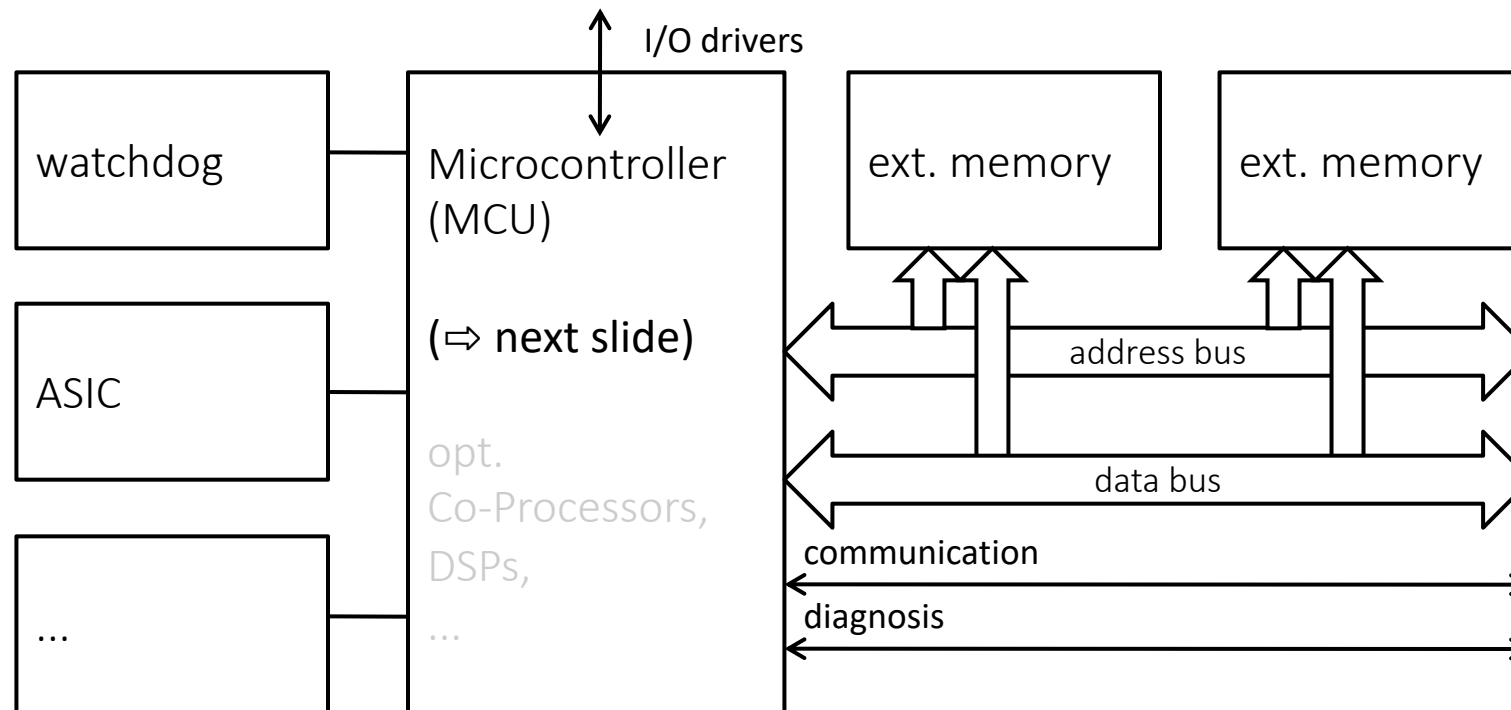 I/O drivers
watchdog
Microcontroller
(MCU)
(⇨ next slide)
opt.
Co-Processors,
DSPs,
...
ASIC
...
ext. memory
ext. memory
address bus
data bus
communication
diagnosis